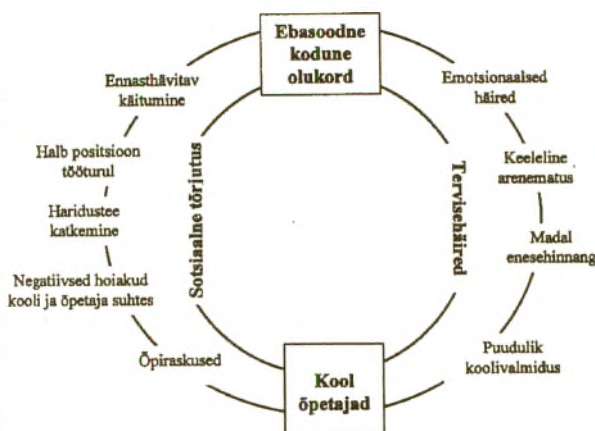 Ebasoodne
kodune
olukord
Emotsionaalsed
häired
Keeleline
arenematus
Madal
enesehinnang
Puudulik
koolivalmidus
Tervisehäired
Kool
õpetajad
Õpiraskused
Negatiivsed hoiakud
kooli ja õpetaja suhtes
Haridustee
katkemine
Halb positsioon
tööturul
Ennasthävitav
käitumine
Sotsiaalne tõrjutus